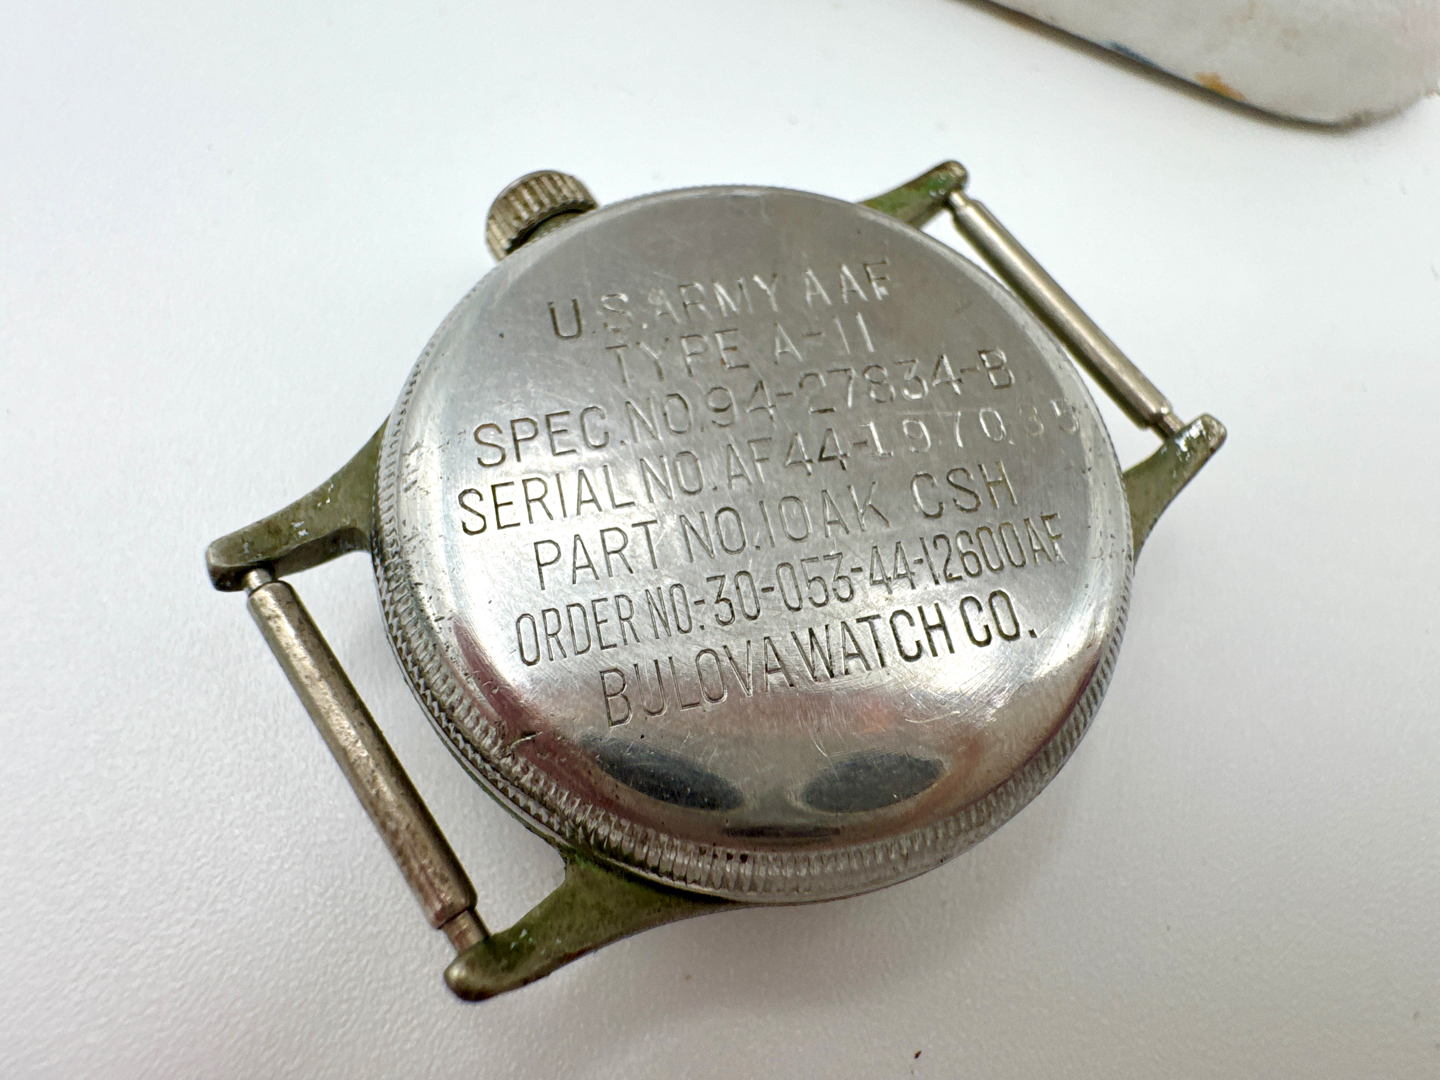 U.S. ARMY AAF
TYPE A-11
SPEC. NO. 94-27834-B
SERIAL NO. AF44-197035
PART NO. 10AK CSH
ORDER NO:-30-053-44-12600AF
BULOVA WATCH CO.